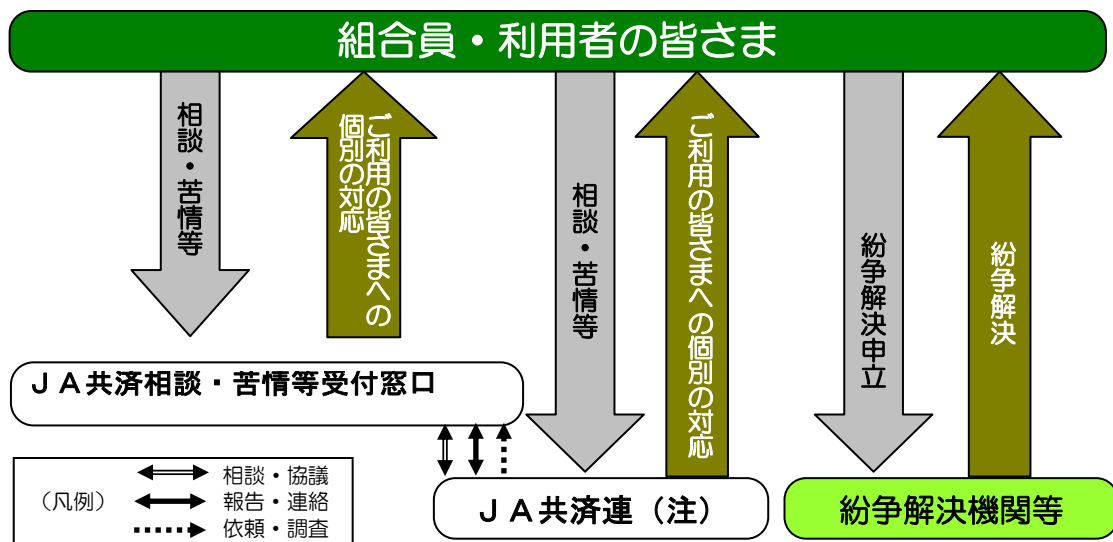 組合員・利用者の皆さま
相談・苦情等
ご利用の皆さまへの
個別の対応
相談・苦情等
ご利用の皆さまへの個別の対応
紛争解決申立
紛争解決
ＪＡ共済相談・苦情等受付窓口
（凡例）
相談・協議
報告・連絡
依頼・調査
ＪＡ共済連（注）
紛争解決機関等